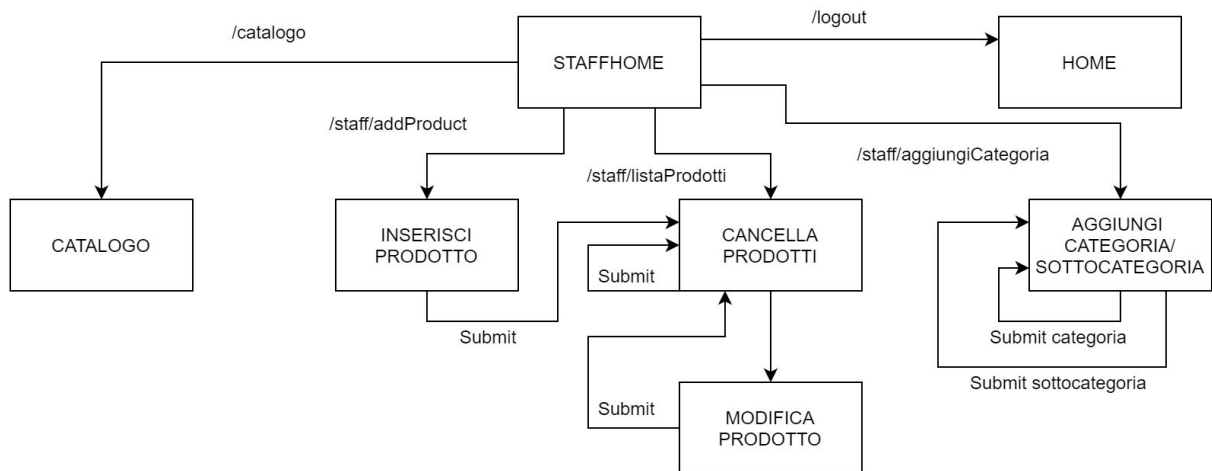 /catalogo
/logout
STAFFHOME
HOME
/staff/addProduct
/staff/listaProdotti
/staff/aggiungiCategoria
CATALOGO
INSERISCI
PRODOTTO
CANCELLA
PRODOTTI
AGGIUNGI
CATEGORIA/
SOTTOCATEGORIA
Submit
Submit
Submit categoria
Submit sottocategoria
Submit
MODIFICA
PRODOTTO